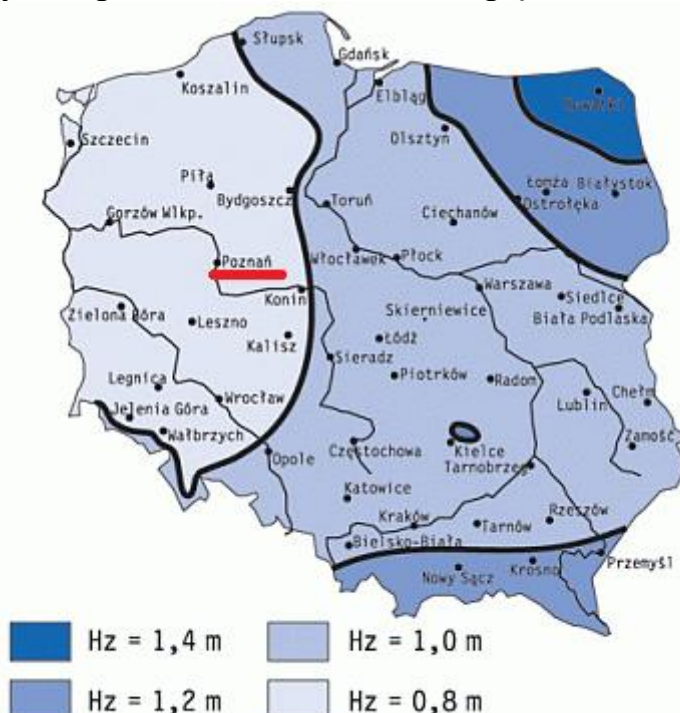 Słupsk
Gdańsk
Koszalin
Elbląg
Suwałki
Olsztyn
Szczecin
Piła
Bydgoszcz
Toruń
Łomża
Białystok
Ostrołęka
Gorzów Wlkp.
Ciechanów
Poznań
Włocławek
Płock
Konin
Warszawa
Siedlce
Zielona Góra
Leszno
Skierniewice
Biała Podlaska
Łódź
Kalisz
Sieradz
Legnica
Piotrków
Radom
Chełm
Wrocław
Lublin
Jelenia Góra
Wałbrzych
Zamość
Opole
Częstochowa
Kielce
Tarnobrzeg
Katowice
Kraków
Rzeszów
Tarnów
Bielsko-Biała
Przemyśl
Nowy Sącz
Krosno
Hz = 1,4 m
Hz = 1,0 m
Hz = 1,2 m
Hz = 0,8 m